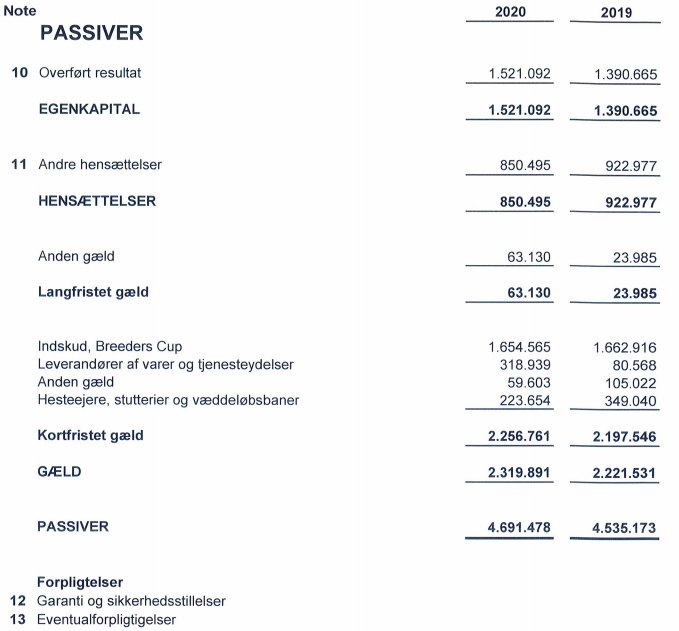 Note 2020 2019
PASSIVER
10 Overført resultat 1.521.092 1.390.665
EGENKAPITAL 1.521.092 1.390.665
11 Andre hensættelser 850.495 922.977
HENSÆTTELSER 850.495 922.977
Anden gæld 63.130 23.985
Langfristet gæld 63.130 23.985
Indskud, Breeders Cup 1.654.565 1.662.916
Leverandører af varer og tjenesteydelser 318.939 80.568
Anden gæld 59.603 105.022
Hesteejere, stutterier og væddeløbsbaner 223.654 349.040
Kortfristet gæld 2.256.761 2.197.546
GÆLD 2.319.891 2.221.531
PASSIVER 4.691.478 4.535.173
Forpligtelser
12 Garanti og sikkerhedsstillelser
13 Eventualforpligtigelser